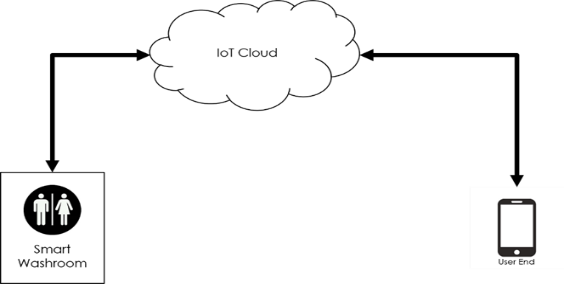 IoT Cloud
Smart
Washroom
User End